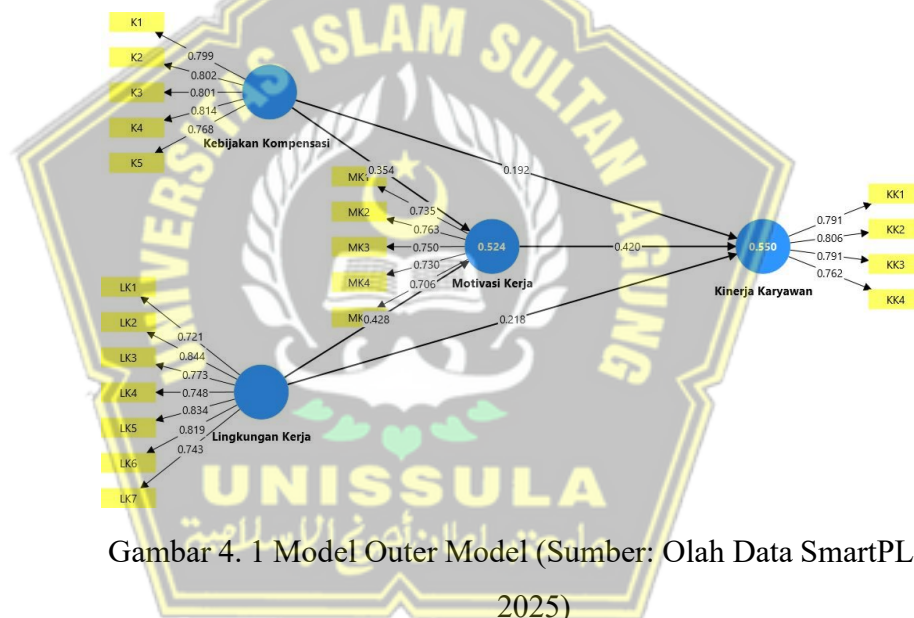 UNIVERSITAS ISLAM SULTAN AGUNG
K1
K2
K3
K4
K5
0.799
0.802
0.801
0.814
0.768
Kebijakan Kompensasi
0.354
0.192
MK1
MK2
MK3
MK4
0.735
0.763
0.750
0.730
0.706
0.524
Motivasi Kerja
0.420
0.550
Kinerja Karyawan
KK1
KK2
KK3
KK4
0.791
0.806
0.791
0.762
LK1
LK2
LK3
LK4
LK5
LK6
LK7
0.721
0.844
0.773
0.748
0.834
0.819
0.743
Lingkungan Kerja
0.428
0.218
UNISSULA
Gambar 4. 1 Model Outer Model (Sumber: Olah Data SmartPL
2025)